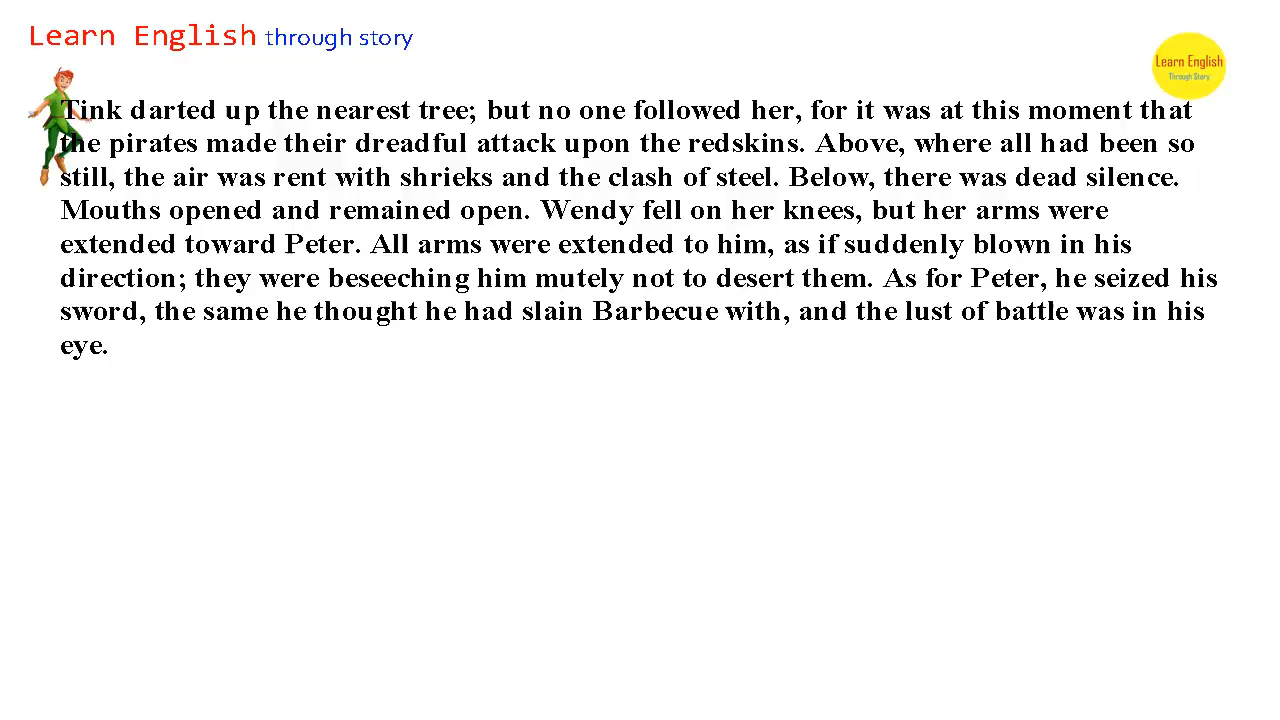 Learn English through story
Learn English
Through Story
Tink darted up the nearest tree; but no one followed her, for it was at this moment that
the pirates made their dreadful attack upon the redskins. Above, where all had been so
still, the air was rent with shrieks and the clash of steel. Below, there was dead silence.
Mouths opened and remained open. Wendy fell on her knees, but her arms were
extended toward Peter. All arms were extended to him, as if suddenly blown in his
direction; they were beseeching him mutely not to desert them. As for Peter, he seized his
sword, the same he thought he had slain Barbecue with, and the lust of battle was in his
eye.